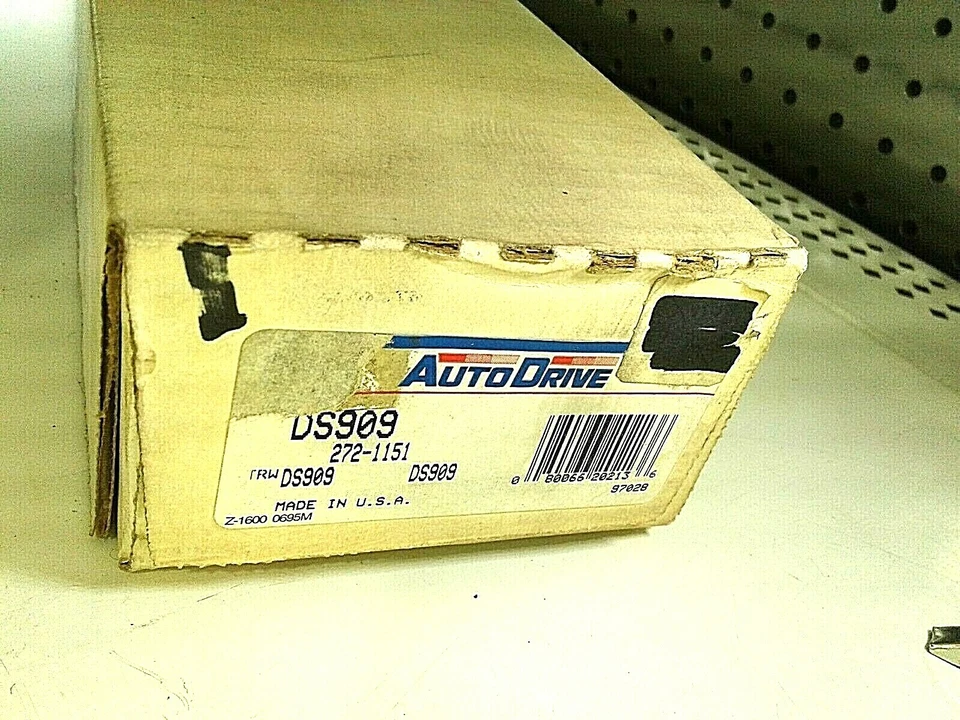 AUTODRIVE
DS909
272-1151
TRW DS909 DS909
0 80066 20213 6
97028
MADE IN U.S.A.
Z-1600 0695M